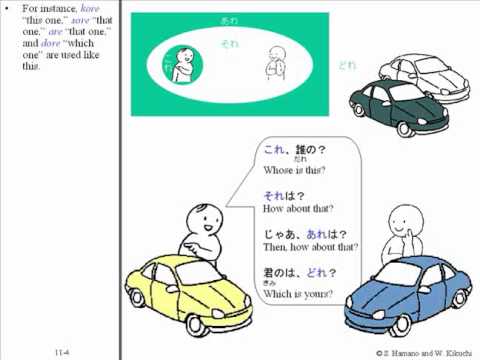 • For instance, kore
"this one," sore "that
one," are "that one,"
and dore "which
one" are used like
this.
あれ
それ
これ
どれ
これ、誰の？
だれ
Whose is this?
それは？
How about that?
じゃあ、あれは？
Then, how about that?
君のは、どれ？
きみ
Which is yours?
11-4
© S. Hamano and W. Kikuchi